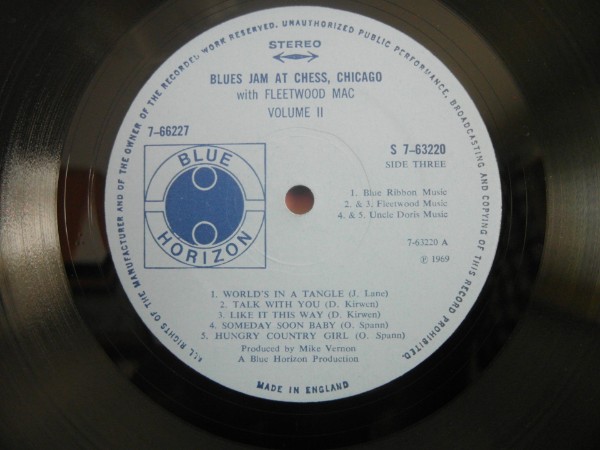 ALL RIGHTS OF THE MANUFACTURER AND OF THE OWNER OF THE RECORDED WORK RESERVED. UNAUTHORIZED PUBLIC PERFORMANCE, BROADCASTING AND COPYING OF THIS RECORD PROHIBITED.
STEREO
BLUES JAM AT CHESS, CHICAGO
with FLEETWOOD MAC
VOLUME II
7-66227
S 7-63220
SIDE THREE
BLUE
HORIZON
1. Blue Ribbon Music
2. & 3. Fleetwood Music
4. & 5. Uncle Doris Music
7-63220 A
℗ 1969
1. WORLD'S IN A TANGLE (J. Lane)
2. TALK WITH YOU (D. Kirwen)
3. LIKE IT THIS WAY (D. Kirwen)
4. SOMEDAY SOON BABY (O. Spann)
5. HUNGRY COUNTRY GIRL (O. Spann)
Produced by Mike Vernon
A Blue Horizon Production
MADE IN ENGLAND